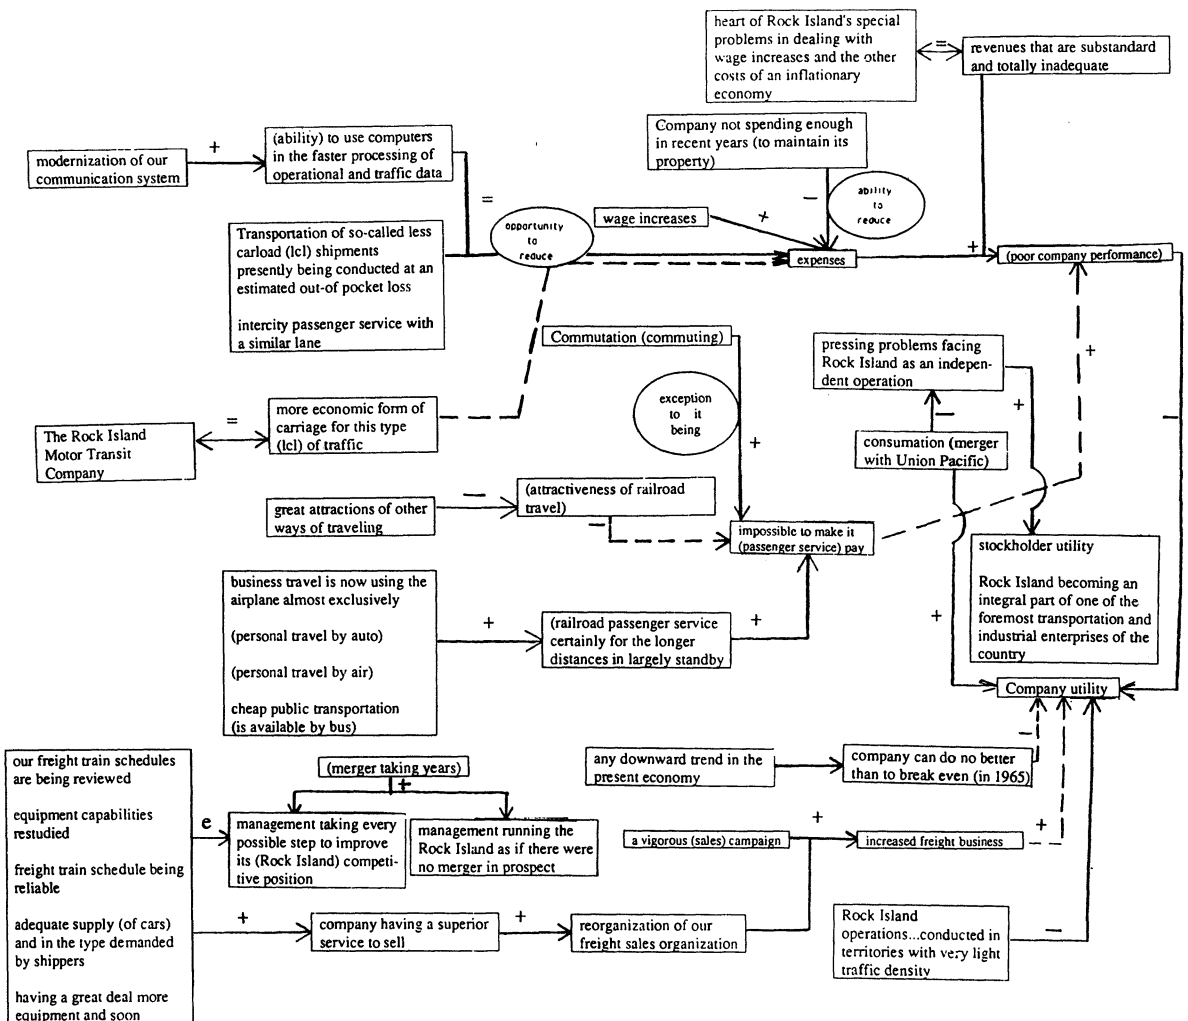 heart of Rock Island's special
problems in dealing with
wage increases and the other
costs of an inflationary
economy
=
revenues that are substandard
and totally inadequate
Company not spending enough
in recent years (to maintain its
property)
modernization of our
communication system
+
(ability) to use computers
in the faster processing of
operational and traffic data
=
opportunity
to
reduce
wage increases
+
−
ability
to
reduce
Transportation of so-called less
carload (lcl) shipments
presently being conducted at an
estimated out-of pocket loss
intercity passenger service with
a similar lane
expenses
+
(poor company performance)
Commutation (commuting)
pressing problems facing
Rock Island as an indepen-
dent operation
+
+
−
exception
to it
being
+
−
consumation (merger
with Union Pacific)
The Rock Island
Motor Transit
Company
=
more economic form of
carriage for this type
(lcl) of traffic
great attractions of other
ways of traveling
−
(attractiveness of railroad
travel)
−
impossible to make it
(passenger service) pay
stockholder utility
Rock Island becoming an
integral part of one of the
foremost transportation and
industrial enterprises of the
country
business travel is now using the
airplane almost exclusively
(personal travel by auto)
(personal travel by air)
cheap public transportation
(is available by bus)
+
(railroad passenger service
certainly for the longer
distances in largely standby
+
+
Company utility
−
any downward trend in the
present economy
company can do no better
than to break even (in 1965)
our freight train schedules
are being reviewed
equipment capabilities
restudied
freight train schedule being
reliable
adequate supply (of cars)
and in the type demanded
by shippers
having a great deal more
equipment and soon
(merger taking years)
+
e
management taking every
possible step to improve
its (Rock Island) competi-
tive position
management running the
Rock Island as if there were
no merger in prospect
a vigorous (sales) campaign
+
increased freight business
+
+
company having a superior
service to sell
+
reorganization of our
freight sales organization
Rock Island
operations...conducted in
territories with very light
traffic density
−